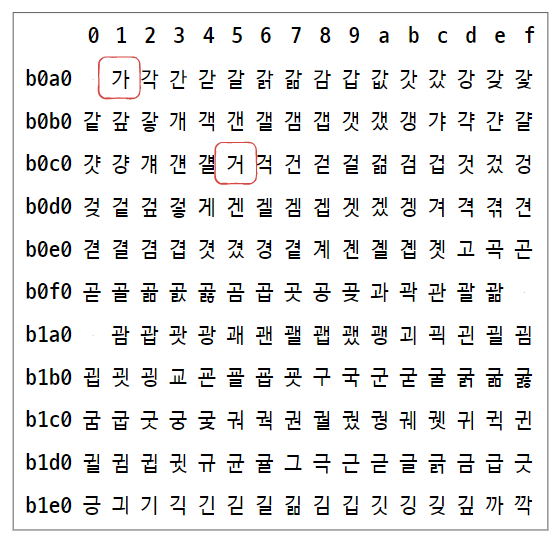 0 1 2 3 4 5 6 7 8 9 a b c d e f
b0a0 가 각 간 갇 갈 갉 갊 감 갑 값 갓 갔 강 갖 갗
b0b0 같 갚 갛 개 객 갠 갤 갬 갭 갯 갰 갱 갸 갹 갼 걀
b0c0 걋 걍 걔 걘 걜 거 걱 건 걷 걸 걺 검 겁 것 겄 겅
b0d0 겆 겉 겊 겋 게 겐 겔 겜 겝 겟 겠 겡 겨 격 겪 견
b0e0 겯 결 겸 겹 겻 겼 경 곁 계 곈 곌 곕 곗 고 곡 곤
b0f0 곧 골 곪 곬 곯 곰 곱 곳 공 곶 과 곽 관 괄 괆
b1a0 괌 괍 괏 광 괘 괜 괠 괩 괬 괭 괴 괵 괸 괼 굄
b1b0 굅 굇 굉 교 굔 굘 굡 굣 구 국 군 굳 굴 굵 굶 굻
b1c0 굼 굽 굿 궁 궂 궈 궉 권 궐 궜 궝 궤 궷 귀 귁 귄
b1d0 귈 귐 귑 귓 규 균 귤 그 극 근 귿 글 긁 금 급 긋
b1e0 긍 긔 기 긱 긴 긷 길 긺 김 깁 깃 깅 깆 깊 까 깍